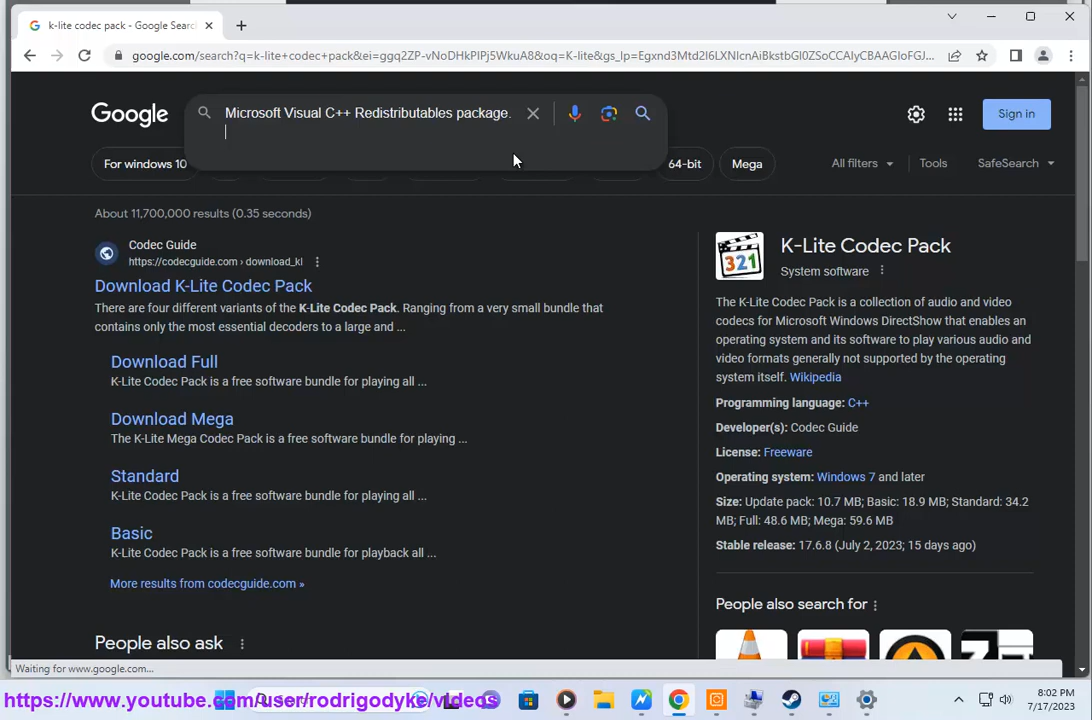 k-lite codec pack - Google Searc
google.com/search?q=k-lite+codec+pack&ei=ggq2ZP-vNoDHkPIPj5WkuA8&oq=K-lite&gs_lp=Egxnd3Mtd2l6LXNlcnAiBkstbGl0ZSoCCAIyCBAAGIoFGJ...
Google
Microsoft Visual C++ Redistributables package.
Sign in
For windows 10
64-bit
Mega
All filters
Tools
SafeSearch
About 11,700,000 results (0.35 seconds)
Codec Guide
https://codecguide.com › download_kl
Download K-Lite Codec Pack
There are four different variants of the K-Lite Codec Pack. Ranging from a very small bundle that
contains only the most essential decoders to a large and ...
Download Full
K-Lite Codec Pack is a free software bundle for playing all ...
Download Mega
The K-Lite Mega Codec Pack is a free software bundle for playing ...
Standard
K-Lite Codec Pack is a free software bundle for playing all ...
Basic
K-Lite Codec Pack is a free software bundle for playback all ...
More results from codecguide.com »
People also ask
321
K-Lite Codec Pack
System software
The K-Lite Codec Pack is a collection of audio and video
codecs for Microsoft Windows DirectShow that enables an
operating system and its software to play various audio and
video formats generally not supported by the operating
system itself. Wikipedia
Programming language: C++
Developer(s): Codec Guide
License: Freeware
Operating system: Windows 7 and later
Size: Update pack: 10.7 MB; Basic: 18.9 MB; Standard: 34.2
MB; Full: 48.6 MB; Mega: 59.6 MB
Stable release: 17.6.8 (July 2, 2023; 15 days ago)
People also search for
Waiting for www.google.com...
https://www.youtube.com/user/rodrigodyke/videos
8:02 PM
7/17/2023